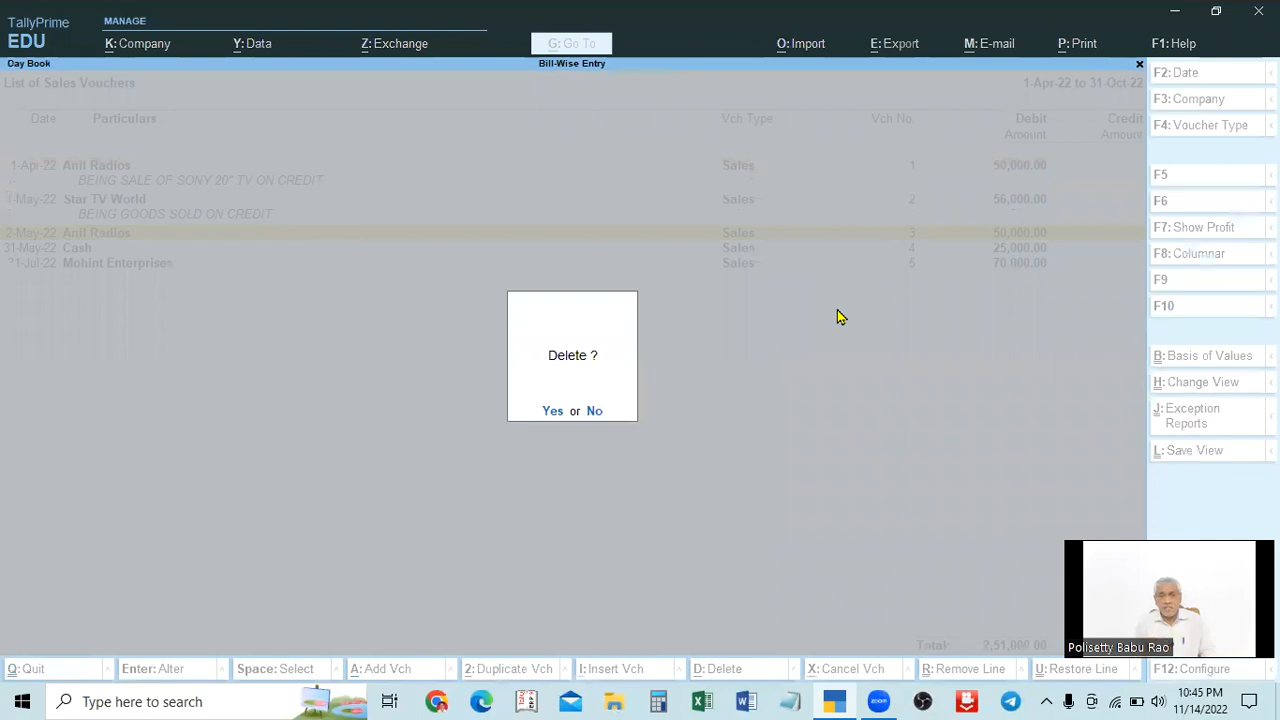 TallyPrime
EDU
MANAGE
K: Company
Y: Data
Z: Exchange
G: Go To
O: Import
E: Export
M: E-mail
P: Print
F1: Help
Day Book
Bill-Wise Entry
List of Sales Vouchers
1-Apr-22 to 31-Oct-22
Date Particulars Vch Type Vch No. Debit Credit
Amount Amount
1-Apr-22 Anil Radios Sales 1 50,000.00
BEING SALE OF SONY 20" TV ON CREDIT
1-May-22 Star TV World Sales 2 56,000.00
BEING GOODS SOLD ON CREDIT
2-May-22 Anil Radios Sales 3 50,000.00
31-May-22 Cash Sales 4 25,000.00
Mohint Enterprises Sales 5 70,000.00
Delete ?
Yes or No
Total: 2,51,000.00
F2: Date
F3: Company
F4: Voucher Type
F5
F6
F7: Show Profit
F8: Columnar
F9
F10
B: Basis of Values
H: Change View
J: Exception
Reports
L: Save View
Polisetty Babu Rao
Q: Quit
Enter: Alter
Space: Select
A: Add Vch
2: Duplicate Vch
I: Insert Vch
D: Delete
X: Cancel Vch
R: Remove Line
U: Restore Line
F12: Configure
Type here to search
zoom
10:45 PM
11/14/2022